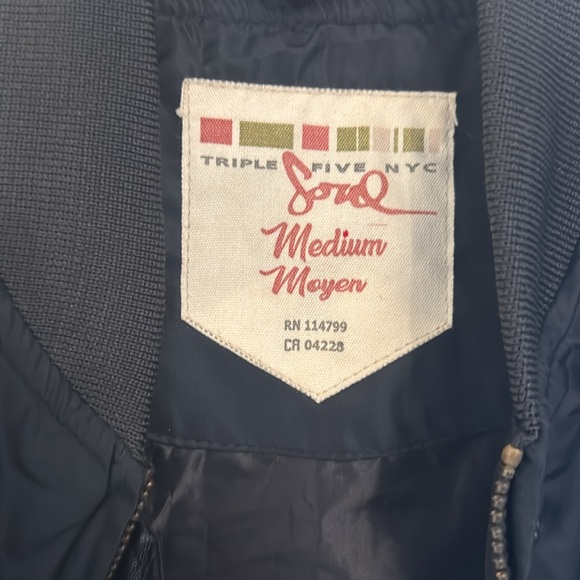 TRIPLE FIVE NYC
Soul
Medium
Moyen
RN 114799
CA 04228